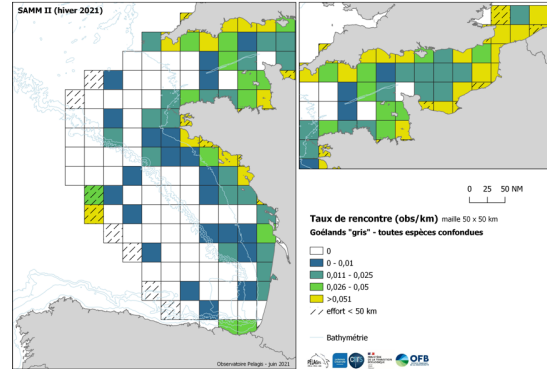 SAMM II (hiver 2021)
0 25 50 NM
Taux de rencontre (obs/km) maille 50 x 50 km
Goélands "gris" - toutes espèces confondues
0
0 - 0,01
0,011 - 0,025
0,026 - 0,05
>0,051
effort < 50 km
Bathymétrie
Observatoire Pelagis - juin 2021
OFB